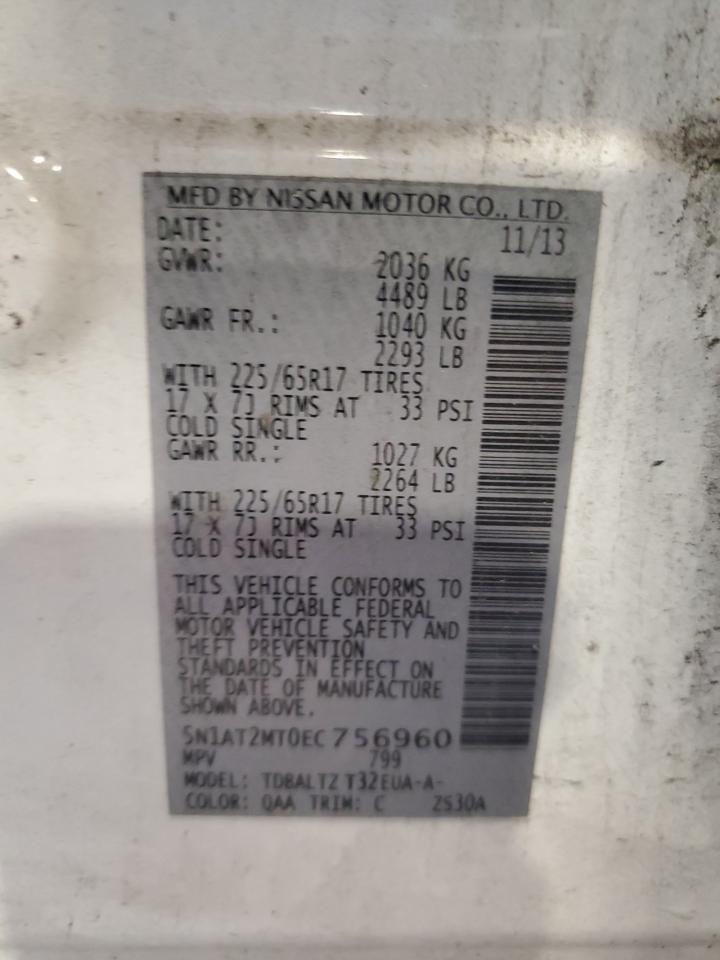 MFD BY NISSAN MOTOR CO., LTD.
DATE: 11/13
GVWR: 2036 KG
4489 LB
GAWR FR.: 1040 KG
2293 LB
WITH 225/65R17 TIRES
17 X 7J RIMS AT 33 PSI
COLD SINGLE
GAWR RR.: 1027 KG
2264 LB
WITH 225/65R17 TIRES
17 X 7J RIMS AT 33 PSI
COLD SINGLE
THIS VEHICLE CONFORMS TO
ALL APPLICABLE FEDERAL
MOTOR VEHICLE SAFETY AND
THEFT PREVENTION
STANDARDS IN EFFECT ON
THE DATE OF MANUFACTURE
SHOWN ABOVE.
5N1AT2MT0EC756960
MPV 799
MODEL: TDBALTZ T32EUA-A-
COLOR: QAA TRIM: C 2S30A